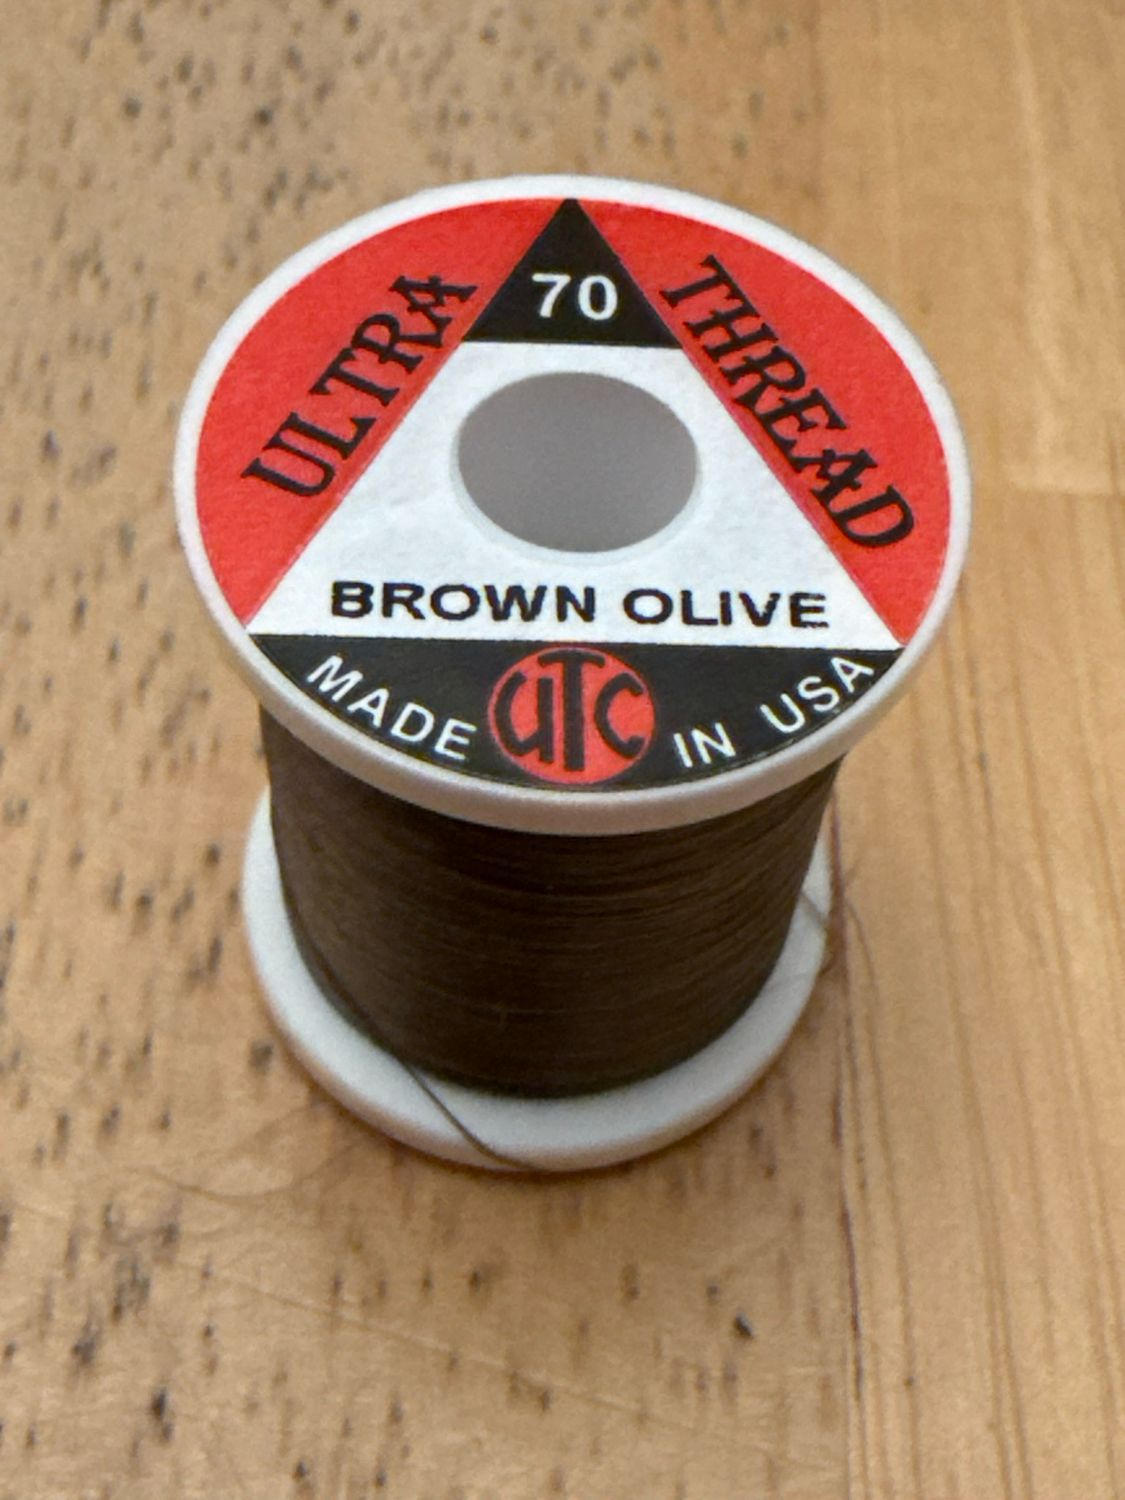 70
ULTRA THREAD
BROWN OLIVE
MADE IN USA
UTC